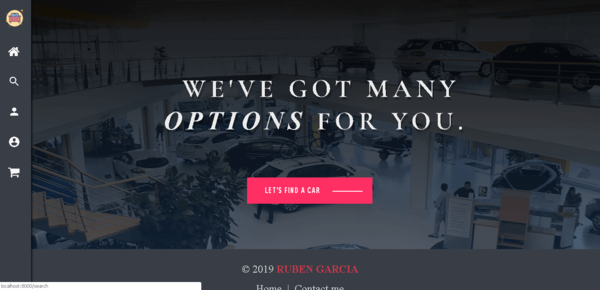 WE'VE GOT MANY
OPTIONS FOR YOU.
LET'S FIND A CAR
© 2019 RUBEN GARCIA
Home | Contact me
localhost:8000/search